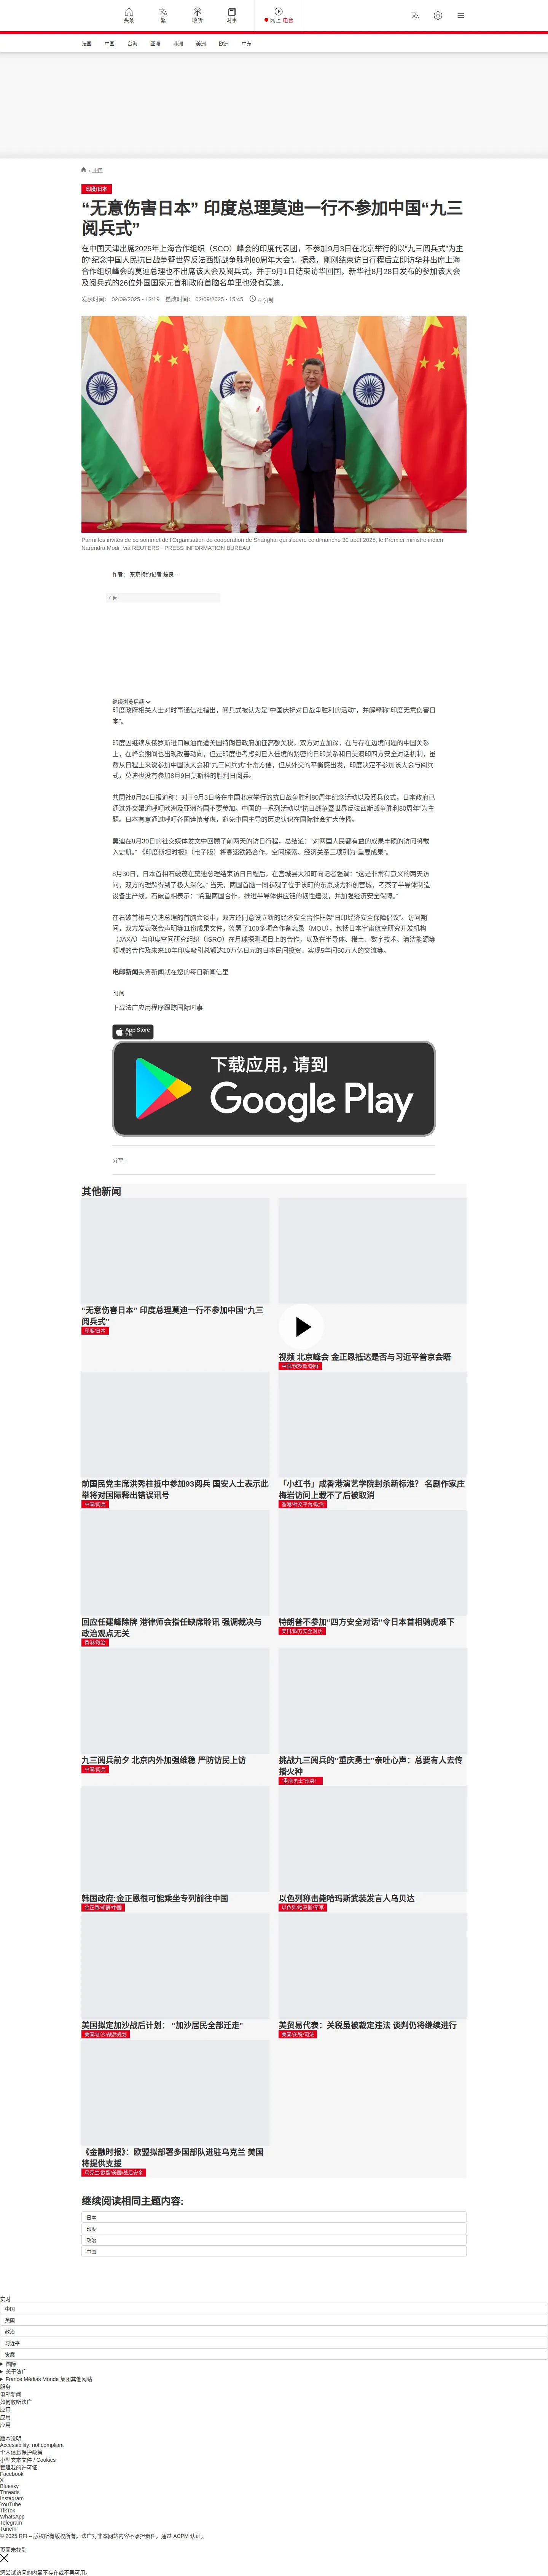 头条
繁
收听
时事
网上 电台
法国
中国
台海
亚洲
非洲
美洲
欧洲
中东
/ 中国
印度/日本
“无意伤害日本” 印度总理莫迪一行不参加中国“九三
阅兵式”
在中国天津出席2025年上海合作组织（SCO）峰会的印度代表团，不参加9月3日在北京举行的以“九三阅兵式”为主
的“纪念中国人民抗日战争暨世界反法西斯战争胜利80周年大会”。据悉，刚刚结束访日行程后立即访华并出席上海
合作组织峰会的莫迪总理也不出席该大会及阅兵式，并于9月1日结束访华回国，新华社8月28日发布的参加该大会
及阅兵式的26位外国国家元首和政府首脑名单里也没有莫迪。
发表时间： 02/09/2025 - 12:19 更改时间： 02/09/2025 - 15:45 6 分钟
Parmi les invités de ce sommet de l'Organisation de coopération de Shanghai qui s'ouvre ce dimanche 30 août 2025, le Premier ministre indien
Narendra Modi. via REUTERS - PRESS INFORMATION BUREAU
作者： 东京特约记者 楚良一
广告
继续浏览后续
印度政府相关人士对时事通信社指出，阅兵式被认为是“中国庆祝对日战争胜利的活动”，并解释称“印度无意伤害日
本”。
印度因继续从俄罗斯进口原油而遭美国特朗普政府加征高额关税，双方对立加深，在与存在边境问题的中国关系
上，在峰会期间也出现改善动向，但是印度也考虑到已入佳境的紧密的日印关系和日美澳印四方安全对话机制，虽
然从日程上来说参加中国该大会和“九三阅兵式”非常方便，但从外交的平衡感出发，印度决定不参加该大会与阅兵
式，莫迪也没有参加8月9日莫斯科的胜利日阅兵。
共同社8月24日报道称：对于9月3日将在中国北京举行的抗日战争胜利80周年纪念活动以及阅兵仪式，日本政府已
通过外交渠道呼吁欧洲及亚洲各国不要参加。中国的一系列活动以“抗日战争暨世界反法西斯战争胜利80周年”为主
题。日本有意通过呼吁各国谨慎考虑，避免中国主导的历史认识在国际社会扩大传播。
莫迪在8月30日的社交媒体发文中回顾了前两天的访日行程，总结道：“对两国人民都有益的成果丰硕的访问将载
入史册。” 《印度斯坦时报》（电子版）将高速铁路合作、空间探索、经济关系三项列为“重要成果”。
8月30日，日本首相石破茂在莫迪总理结束访日日程后，在宫城县大和町向记者强调：“这是非常有意义的两天访
问，双方的理解得到了极大深化。” 当天，两国首脑一同参观了位于该町的东京威力科创宫城，考察了半导体制造
设备生产线。石破首相表示：“希望两国合作，推进半导体供应链的韧性建设，并加强经济安全保障。”
在石破首相与莫迪总理的首脑会谈中，双方还同意设立新的经济安全合作框架“日印经济安全保障倡议”。访问期
间，双方发表联合声明等11份成果文件，签署了100多项合作备忘录（MOU），包括日本宇宙航空研究开发机构
（JAXA）与印度空间研究组织（ISRO）在月球探测项目上的合作，以及在半导体、稀土、数字技术、清洁能源等
领域的合作及未来10年印度吸引总额达10万亿日元的日本民间投资、实现5年间50万人的交流等。
电邮新闻头条新闻就在您的每日新闻信里
订阅
下载法广应用程序跟踪国际时事
App Store
下载
下载应用，请到
Google Play
分享 :
其他新闻
“无意伤害日本” 印度总理莫迪一行不参加中国“九三
阅兵式”
印度/日本
视频 北京峰会 金正恩抵达是否与习近平普京会晤
中国/俄罗斯/朝鲜
前国民党主席洪秀柱抵中参加93阅兵 国安人士表示此
举将对国际释出错误讯号
中国/阅兵
「小红书」成香港演艺学院封杀新标准？ 名剧作家庄
梅岩访问上载不了后被取消
香港/社交平台/政治
回应任建峰除牌 港律师会指任缺席聆讯 强调裁决与
政治观点无关
香港/政治
特朗普不参加“四方安全对话”令日本首相骑虎难下
美日/四方安全对话
九三阅兵前夕 北京内外加强维稳 严防访民上访
中国/阅兵
挑战九三阅兵的“重庆勇士”亲吐心声：总要有人去传
播火种
“重庆勇士”现身！
韩国政府:金正恩很可能乘坐专列前往中国
金正恩/朝鲜/中国
以色列称击毙哈玛斯武装发言人乌贝达
以色列/哈马斯/军事
美国拟定加沙战后计划： "加沙居民全部迁走"
美国/加沙/战后规划
美贸易代表：关税虽被裁定违法 谈判仍将继续进行
美国/关税/司法
《金融时报》：欧盟拟部署多国部队进驻乌克兰 美国
将提供支援
乌克兰/欧盟/美国/战后安全
继续阅读相同主题内容:
日本
印度
政治
中国
实时
中国
美国
政治
习近平
贪腐
国际
关于法广
France Médias Monde 集团其他网站
服务
电邮新闻
如何收听法广
应用
应用
应用
版本说明
Accessibility: not compliant
个人信息保护政策
小型文本文件 / Cookies
管理我的许可证
Facebook
X
Bluesky
Threads
Instagram
YouTube
TikTok
WhatsApp
Telegram
TuneIn
© 2025 RFI – 版权所有版权所有。法广对非本网站内容不承担责任。通过 ACPM 认证。
页面未找到
您尝试访问的内容不存在或不再可用。